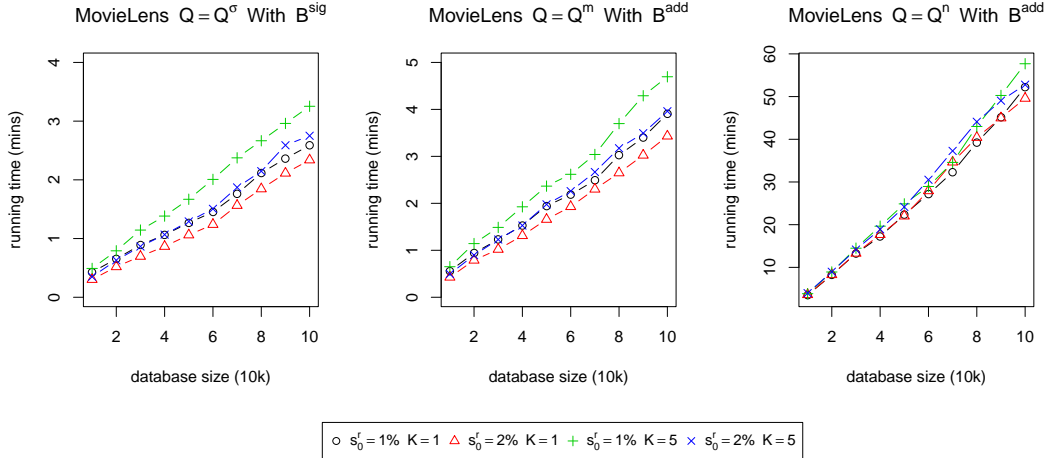 MovieLens Q = Q^σ With B^sig
MovieLens Q = Q^m With B^add
MovieLens Q = Q^n With B^add
running time (mins)
4
3
2
1
0
2 4 6 8 10
database size (10k)
running time (mins)
5
4
3
2
1
0
2 4 6 8 10
database size (10k)
running time (mins)
60
50
40
30
20
10
2 4 6 8 10
database size (10k)
s_0^r = 1% K = 1 s_0^r = 2% K = 1 s_0^r = 1% K = 5 s_0^r = 2% K = 5